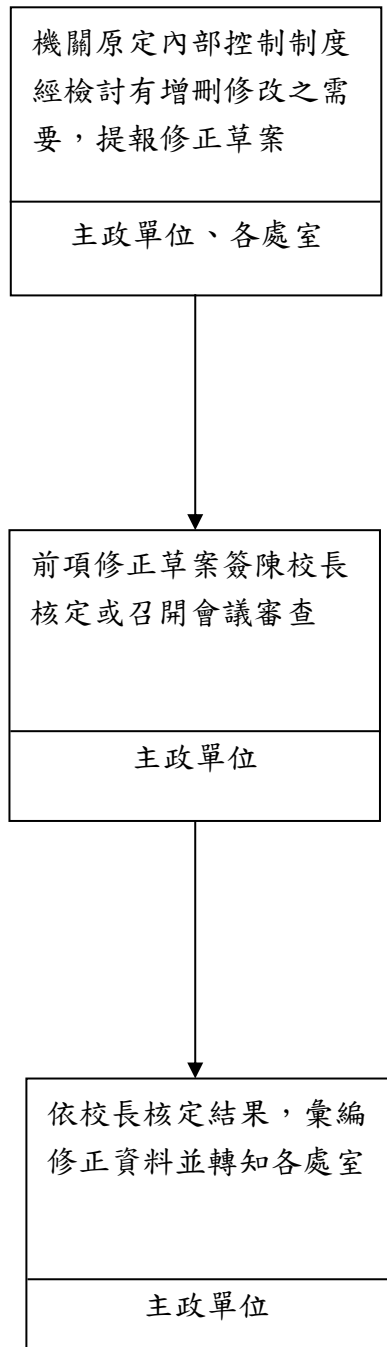 機關原定內部控制制度
經檢討有增刪修改之需
要，提報修正草案
主政單位、各處室
前項修正草案簽陳校長
核定或召開會議審查
主政單位
依校長核定結果，彙編
修正資料並轉知各處室
主政單位